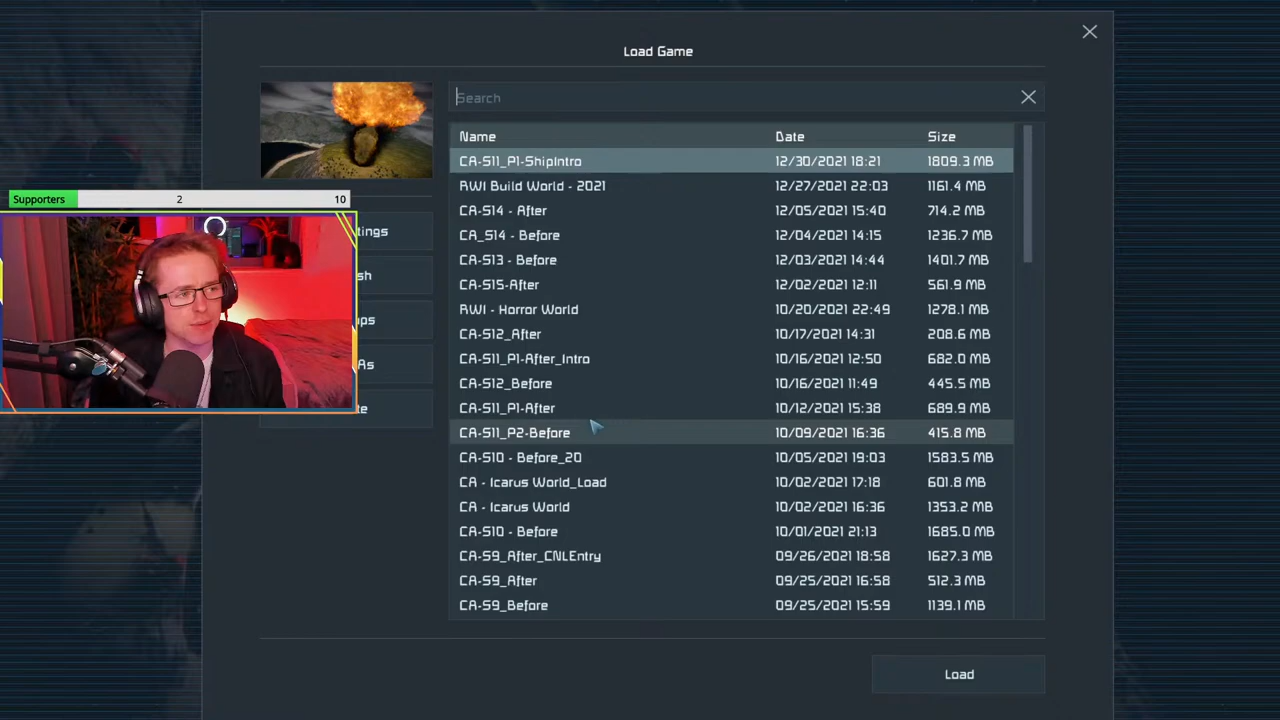 Load Game
Search
Name Date Size
CA-S11_P1-ShipIntro 12/30/2021 18:21 1809.3 MB
RWI Build World - 2021 12/27/2021 22:03 1161.4 MB
CA-S14 - After 12/05/2021 15:40 714.2 MB
CA_S14 - Before 12/04/2021 14:15 1236.7 MB
CA-S13 - Before 12/03/2021 14:44 1401.7 MB
CA-S15-After 12/02/2021 12:11 561.9 MB
RWI - Horror World 10/20/2021 22:49 1278.1 MB
CA-S12_After 10/17/2021 14:31 208.6 MB
CA-S11_P1-After_Intro 10/16/2021 12:50 682.0 MB
CA-S12_Before 10/16/2021 11:49 445.5 MB
CA-S11_P1-After 10/12/2021 15:38 689.9 MB
CA-S11_P2-Before 10/09/2021 16:36 415.8 MB
CA-S10 - Before_20 10/05/2021 19:03 1583.5 MB
CA - Icarus World_Load 10/02/2021 17:18 601.8 MB
CA - Icarus World 10/02/2021 16:36 1353.2 MB
CA-S10 - Before 10/01/2021 21:13 1685.0 MB
CA-S9_After_CNLEntry 09/26/2021 18:58 1627.3 MB
CA-S9_After 09/25/2021 16:58 512.3 MB
CA-S9_Before 09/25/2021 15:59 1139.1 MB
Supporters 2 10
tings
sh
ps
As
te
Load